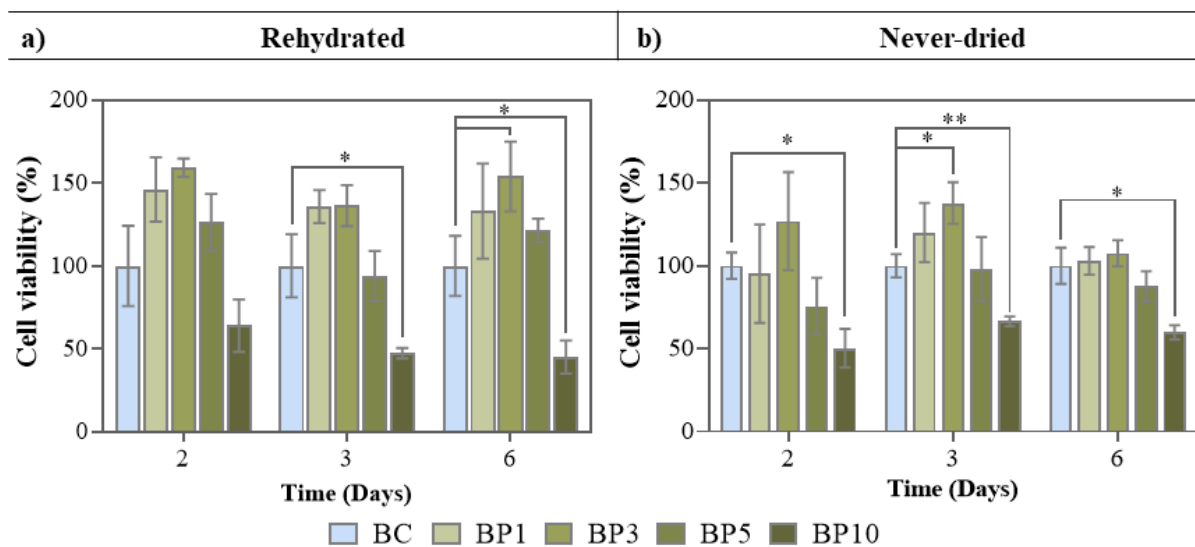 a) Rehydrated
b) Never-dried
Cell viability (%)
200
150
100
50
0
*
*
*
2 3 6
Time (Days)
Cell viability (%)
200
150
100
50
0
*
**
*
*
2 3 6
Time (Days)
BC BP1 BP3 BP5 BP10